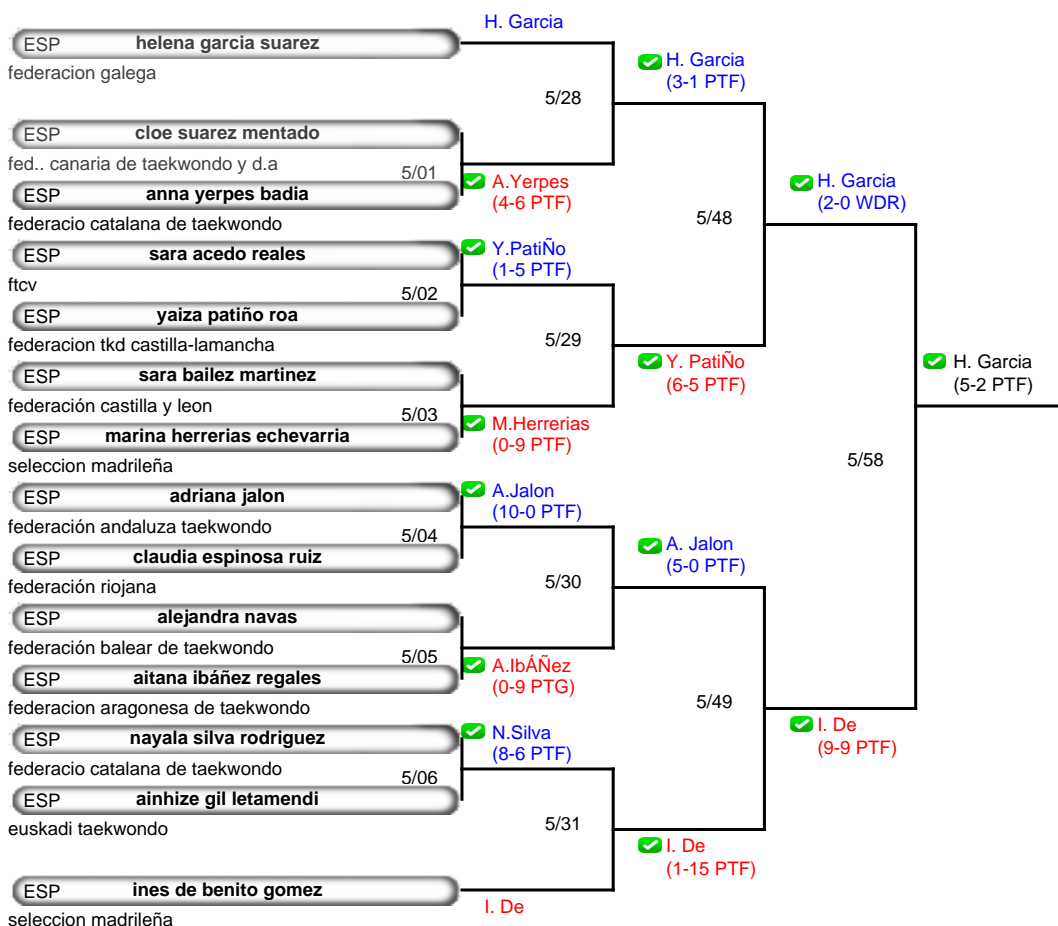 ESP helena garcia suarez
federacion galega
ESP cloe suarez mentado
fed.. canaria de taekwondo y d.a
5/01
ESP anna yerpes badia
federacio catalana de taekwondo
ESP sara acedo reales
ftcv
5/02
ESP yaiza patiño roa
federacion tkd castilla-lamancha
ESP sara bailez martinez
federación castilla y leon
5/03
ESP marina herrerias echevarria
seleccion madrileña
ESP adriana jalon
federación andaluza taekwondo
5/04
ESP claudia espinosa ruiz
federación riojana
ESP alejandra navas
federación balear de taekwondo
5/05
ESP aitana ibáñez regales
federacion aragonesa de taekwondo
ESP nayala silva rodriguez
federacio catalana de taekwondo
5/06
ESP ainhize gil letamendi
euskadi taekwondo
ESP ines de benito gomez
seleccion madrileña
H. Garcia
5/28
A.Yerpes
(4-6 PTF)
Y.PatiÑo
(1-5 PTF)
5/29
M.Herrerias
(0-9 PTF)
A.Jalon
(10-0 PTF)
5/30
A.IbÁÑez
(0-9 PTG)
N.Silva
(8-6 PTF)
5/31
I. De
H. Garcia
(3-1 PTF)
5/48
Y. PatiÑo
(6-5 PTF)
A. Jalon
(5-0 PTF)
5/49
I. De
(1-15 PTF)
H. Garcia
(2-0 WDR)
5/58
I. De
(9-9 PTF)
H. Garcia
(5-2 PTF)